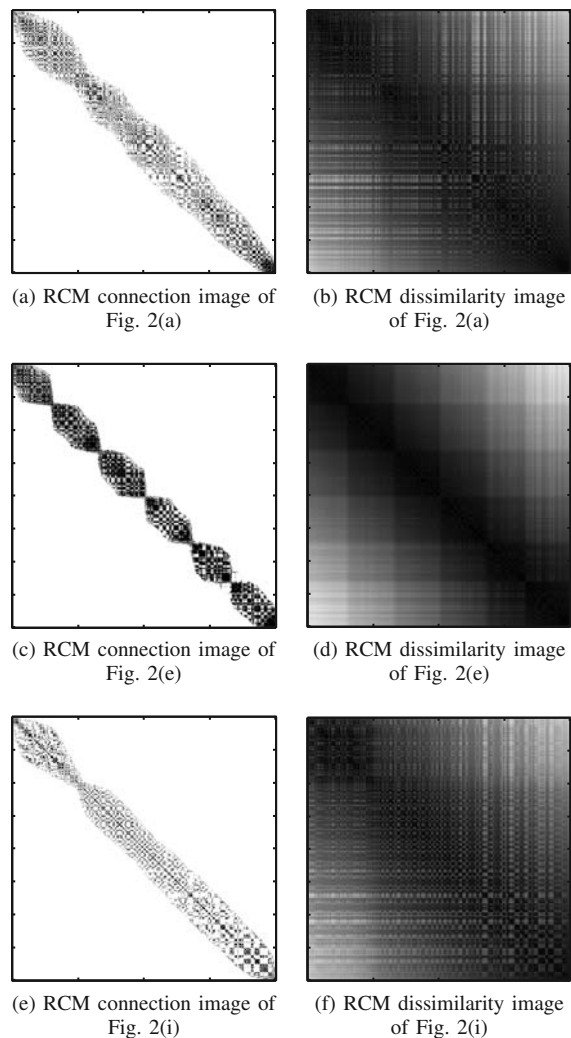 (a) RCM connection image of
Fig. 2(a)
(b) RCM dissimilarity image
of Fig. 2(a)
(c) RCM connection image of
Fig. 2(e)
(d) RCM dissimilarity image
of Fig. 2(e)
(e) RCM connection image of
Fig. 2(i)
(f) RCM dissimilarity image
of Fig. 2(i)